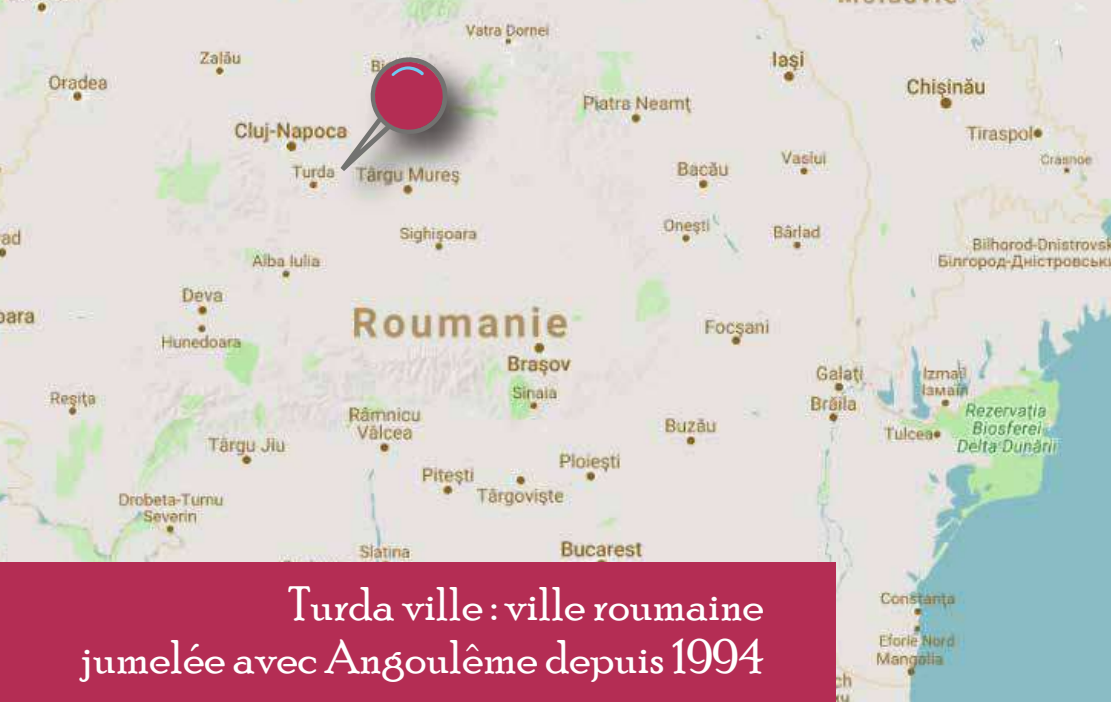 Vatra Dornei
Zalău
Iași
Oradea
Chișinău
Piatra Neamț
Cluj-Napoca
Tiraspol
Crasnoe
Vaslui
Bacău
Turda
Târgu Mureș
Onești
Bârlad
Sighișoara
Bilhorod-Dnistrovsk
Білгород-Дністровськи
Alba Iulia
Deva
Roumanie
Focșani
Hunedoara
Brașov
Galați
Izmail
Ізмаїл
Sinaia
Reșița
Brăila
Râmnicu
Vâlcea
Rezervația
Biosferei
Delta Dunării
Buzău
Tulcea
Târgu Jiu
Ploiești
Pitești
Târgoviște
Drobeta-Turnu
Severin
Slatina
Bucarest
Turda ville : ville roumaine
jumelée avec Angoulême depuis 1994
Constanța
Eforie Nord
Mangalia